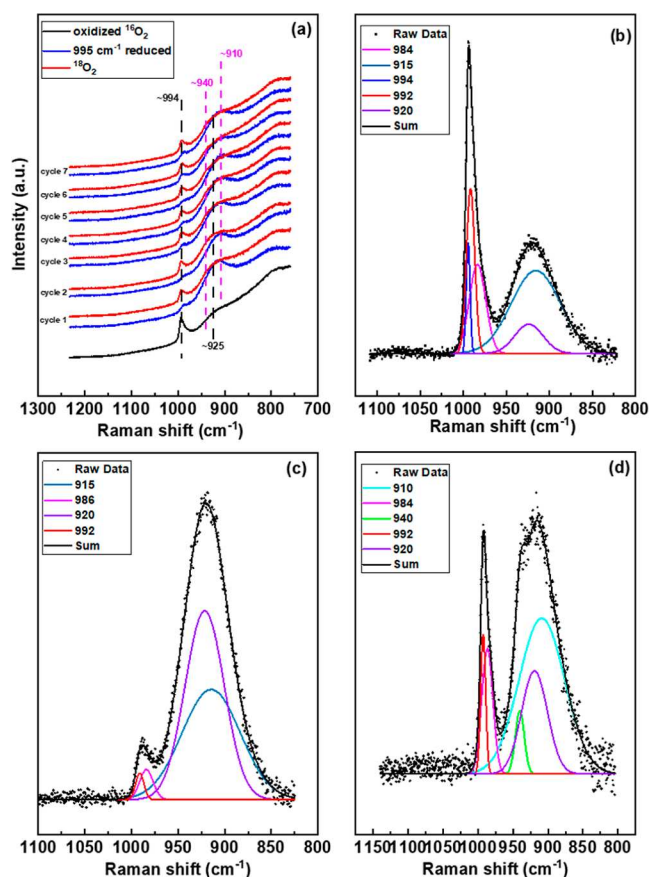 (a)
oxidized ¹⁶O₂
995 cm⁻¹ reduced
¹⁸O₂
~994
~940
~910
~925
cycle 7
cycle 6
cycle 5
cycle 4
cycle 3
cycle 2
cycle 1
Intensity (a.u.)
1300 1200 1100 1000 900 800 700
Raman shift (cm⁻¹)
(b)
Raw Data
984
915
994
992
920
Sum
1100 1050 1000 950 900 850 800
Raman shift (cm⁻¹)
(c)
Raw Data
915
986
920
992
Sum
1100 1050 1000 950 900 850 800
Raman shift (cm⁻¹)
(d)
Raw Data
910
984
940
992
920
Sum
1150 1100 1050 1000 950 900 850 800
Raman shift (cm⁻¹)